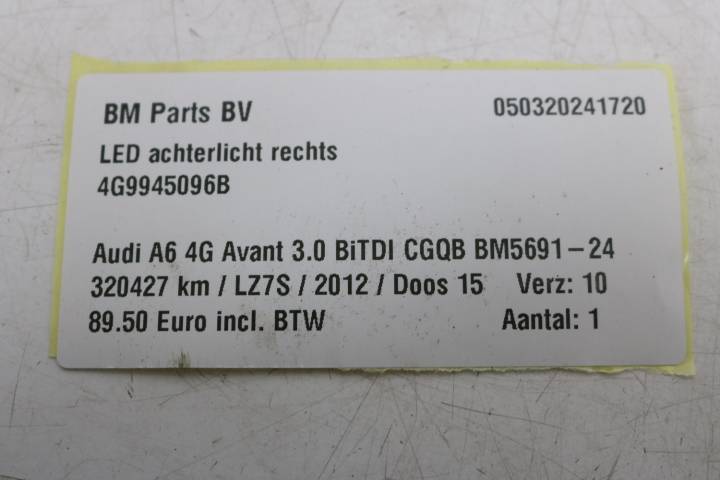 BM Parts BV 050320241720
LED achterlicht rechts
4G9945096B
Audi A6 4G Avant 3.0 BiTDI CGQB BM5691-24
320427 km / LZ7S / 2012 / Doos 15 Verz: 10
89.50 Euro incl. BTW Aantal: 1